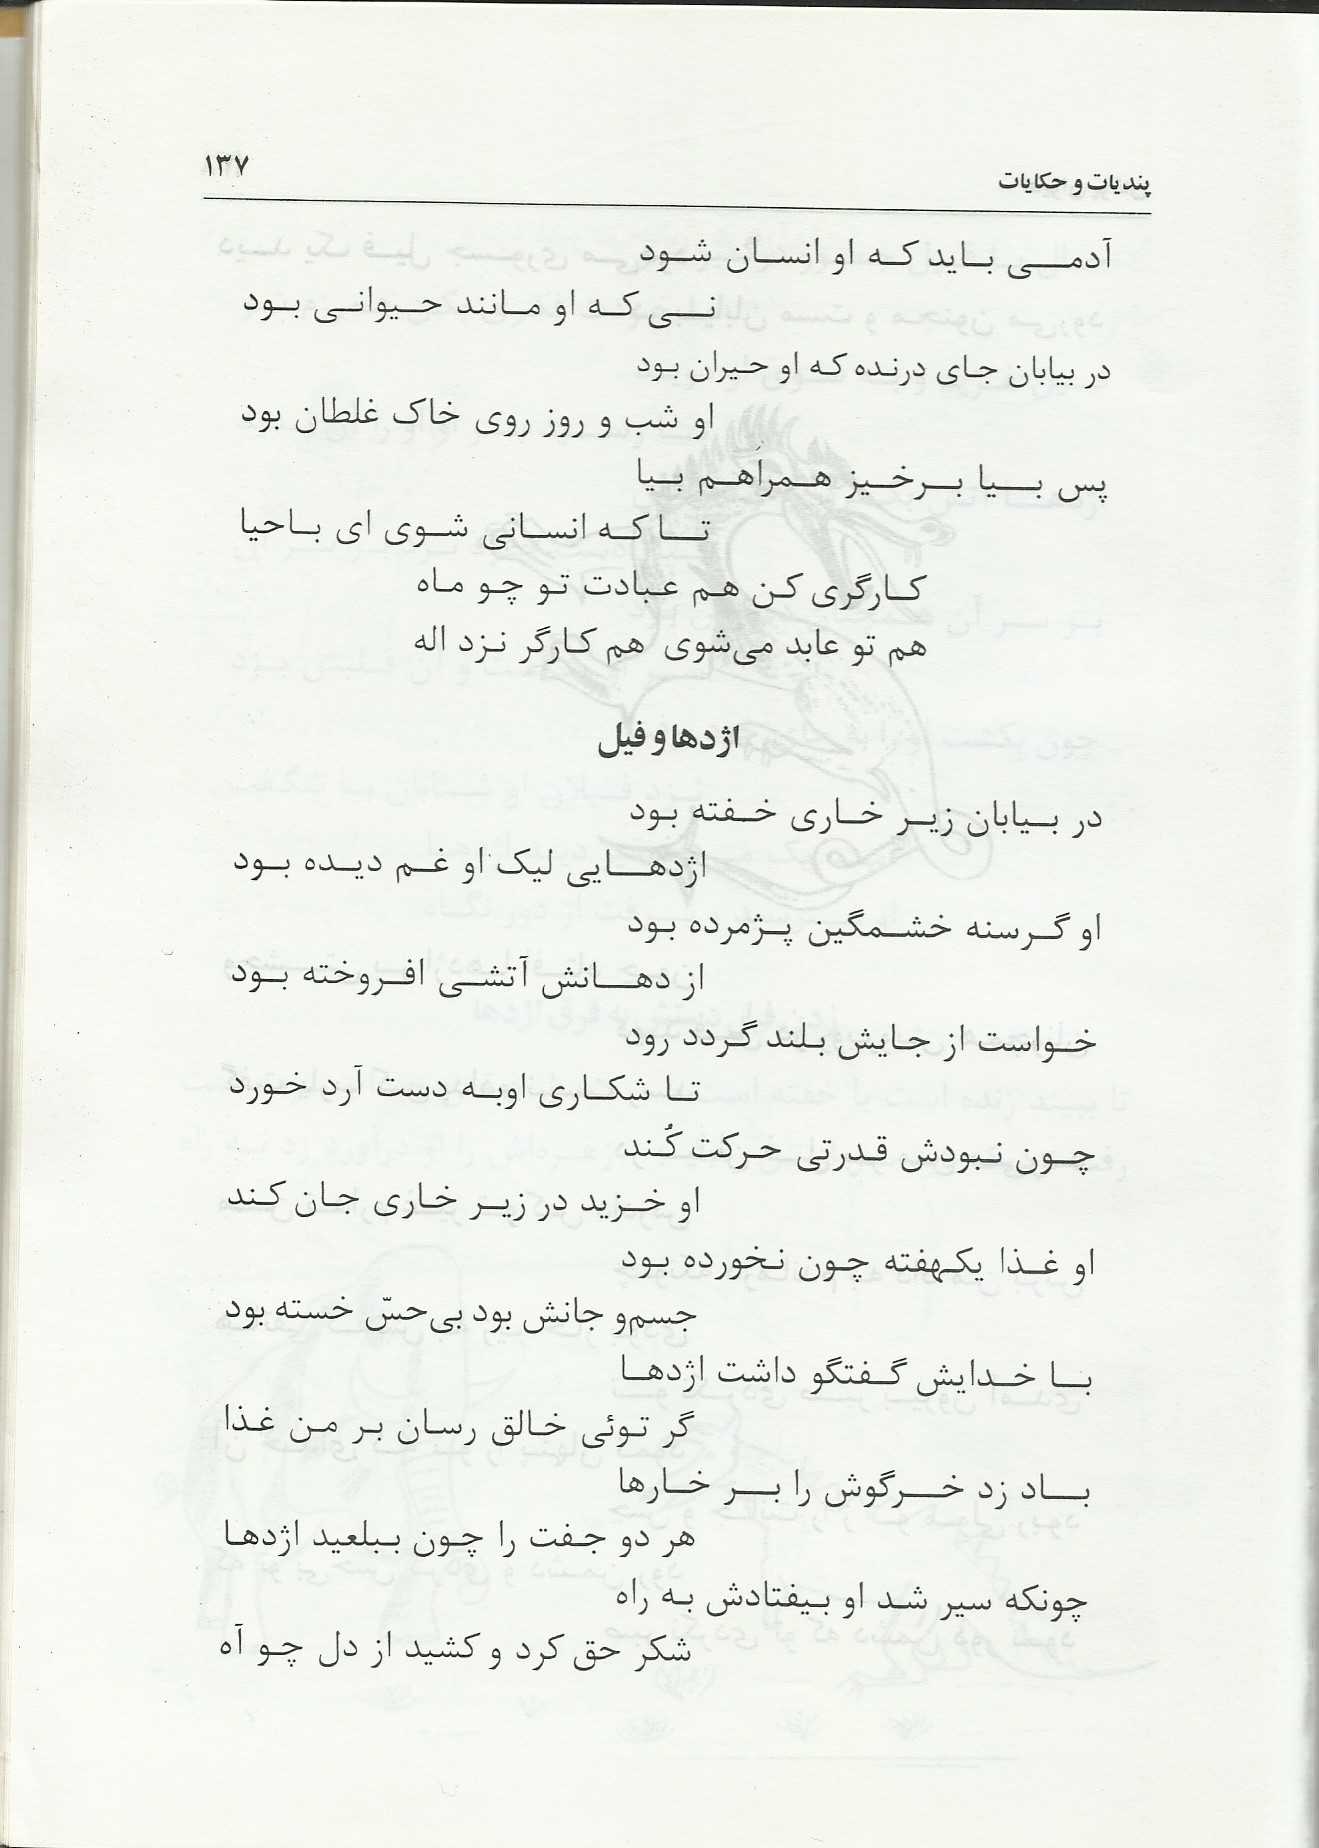 پندیات و حکایات
۱۳۷
آدمی باید که او انسان شود
نی که او مانند حیوانی بود
در بیابان جای درنده که او حیران بود
او شب و روز روی خاک غلطان بود
پس بیا برخیز همراهم بیا
تا که انسانی شوی ای باحیا
کارگری کن هم عبادت تو چو ماه
هم تو عابد می‌شوی هم کارگر نزد اله
اژدها و فیل
در بیابان زیر خاری خفته بود
اژدهایی لیک او غم دیده بود
او گرسنه خشمگین پژمرده بود
از دهانش آتشی افروخته بود
خواست از جایش بلند گردد رود
تا شکاری اوبه دست آرد خورد
چون نبودش قدرتی حرکت کُند
او خزید در زیر خاری جان کند
او غذا یکهفته چون نخورده بود
جسم‌و جانش بود بی‌حسّ خسته بود
با خدایش گفتگو داشت اژدها
گر توئی خالق رسان بر من غذا
باد زد خرگوش را بر خارها
هر دو جفت را چون ببلعید اژدها
چونکه سیر شد او بیفتادش به راه
شکر حق کرد و کشید از دل چو آه